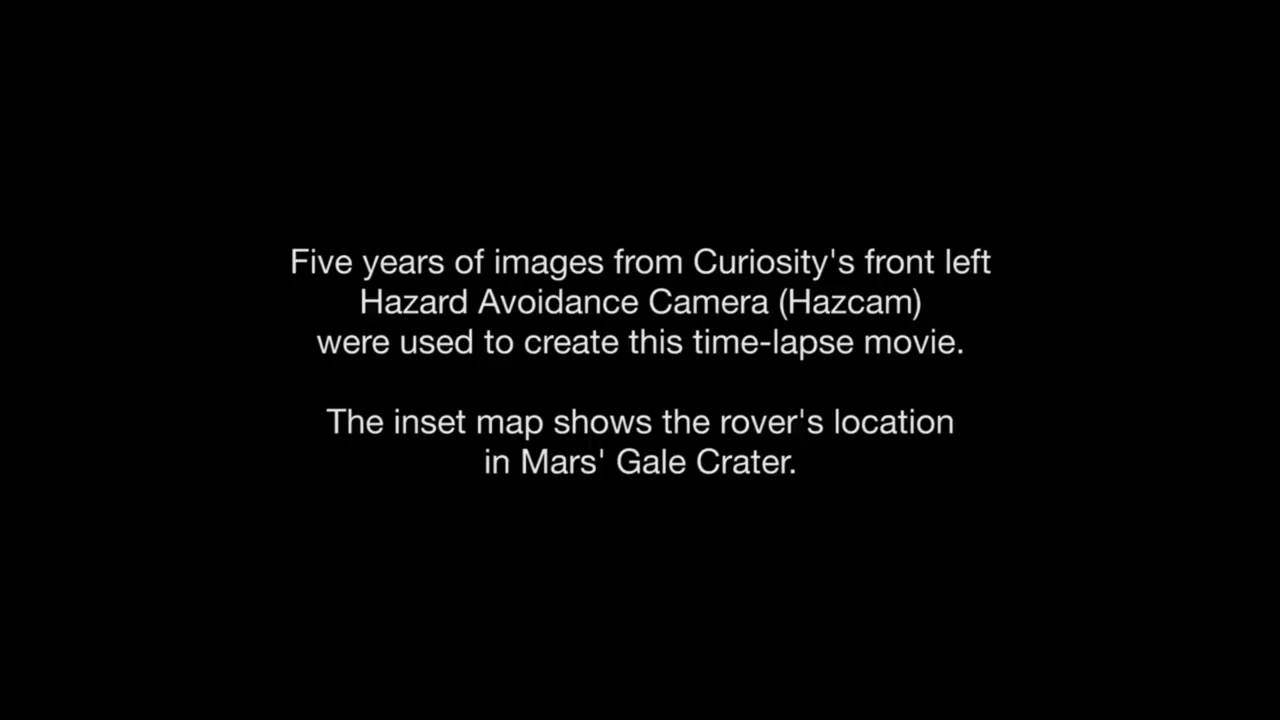 Five years of images from Curiosity's front left
Hazard Avoidance Camera (Hazcam)
were used to create this time-lapse movie.
The inset map shows the rover's location
in Mars' Gale Crater.